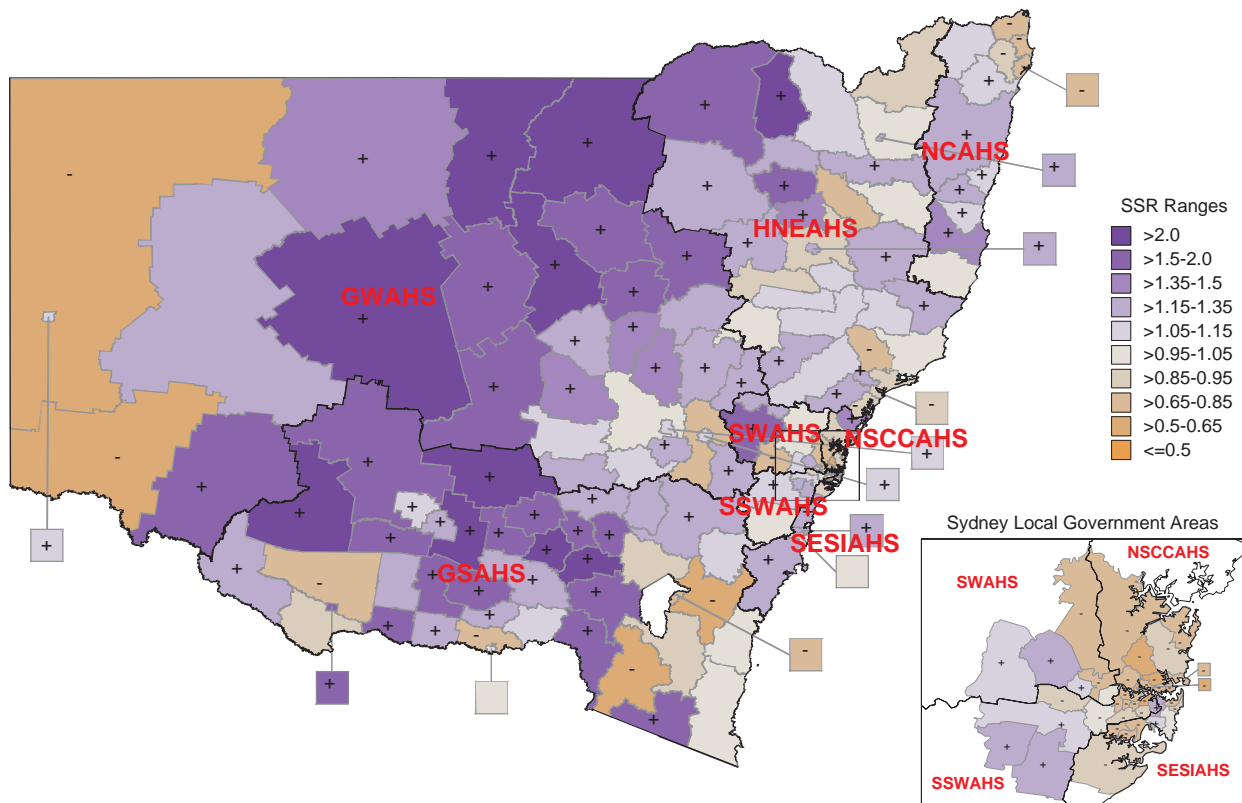 NCAHS
HNEAHS
GWAHS
SWAHS
NSCCAHS
SSWAHS
SESIAHS
GSAHS
SSR Ranges
>2.0
>1.5-2.0
>1.35-1.5
>1.15-1.35
>1.05-1.15
>0.95-1.05
>0.85-0.95
>0.65-0.85
>0.5-0.65
<=0.5
Sydney Local Government Areas
NSCCAHS
SWAHS
SSWAHS
SESIAHS